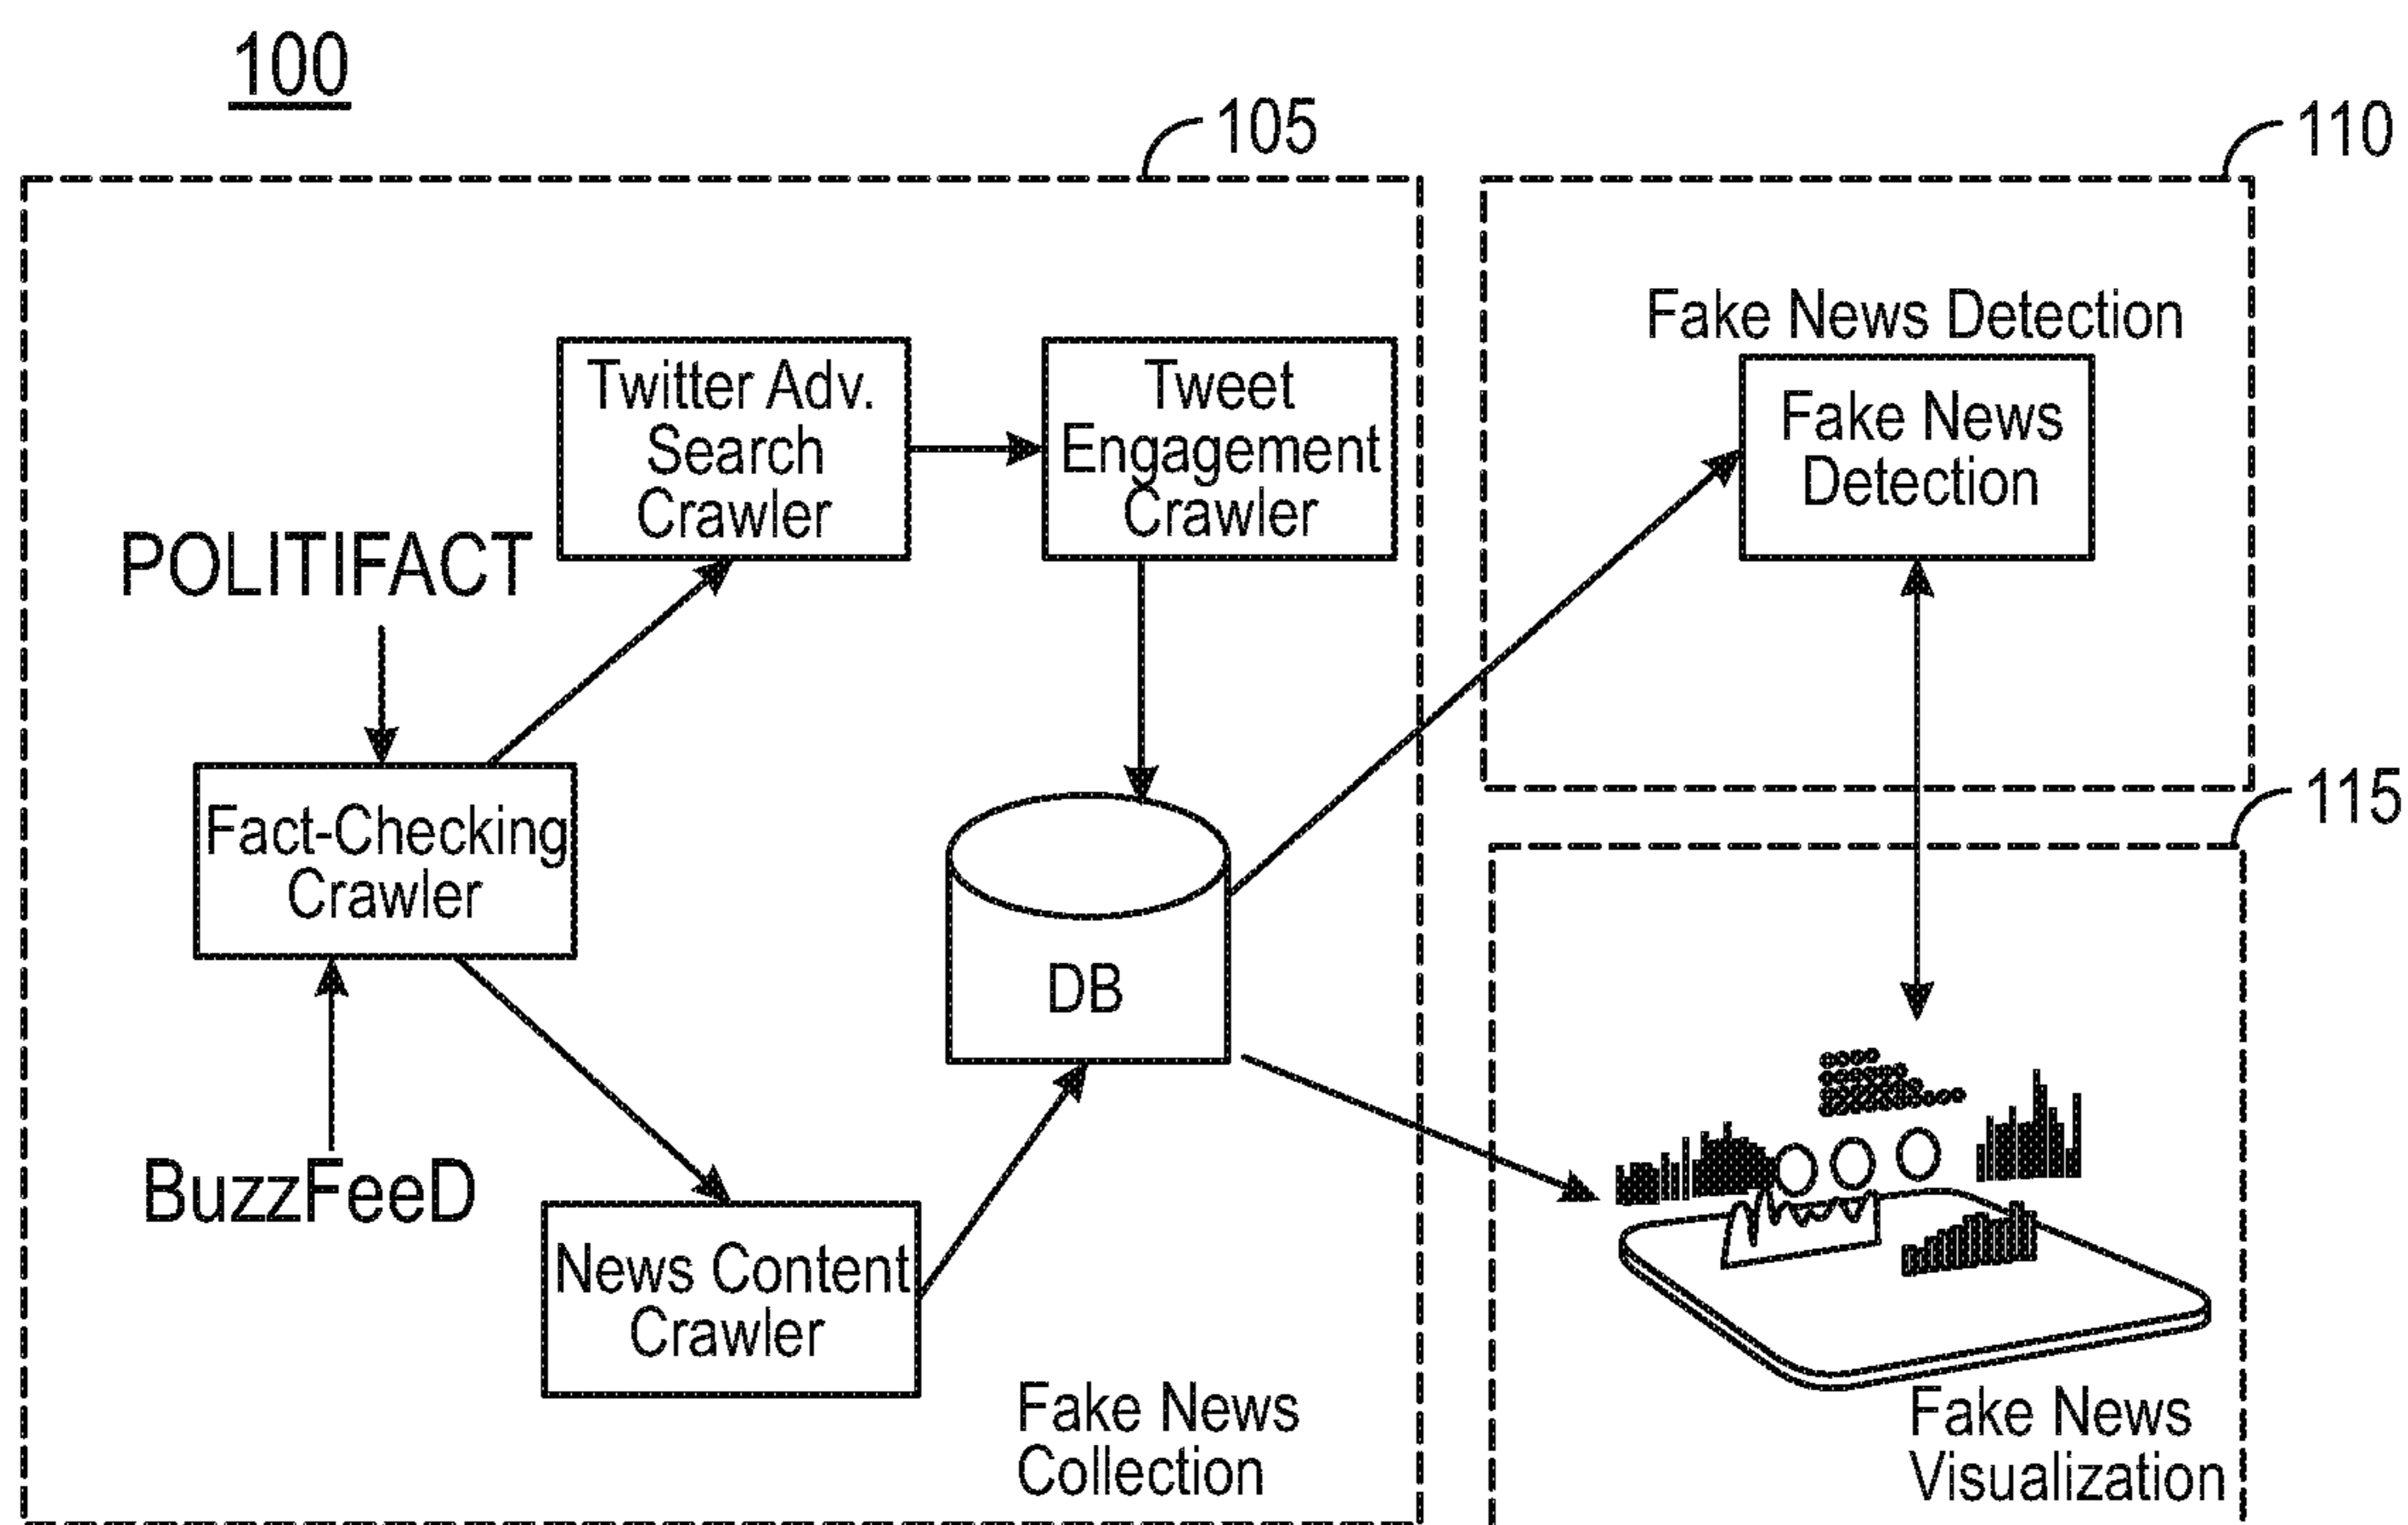 100
105
110
Fake News Detection
Twitter Adv.
Search
Crawler
Tweet
Engagement
Crawler
Fake News
Detection
POLITIFACT
115
Fact-Checking
Crawler
DB
BuzzFeeD
News Content
Crawler
Fake News
Collection
Fake News
Visualization